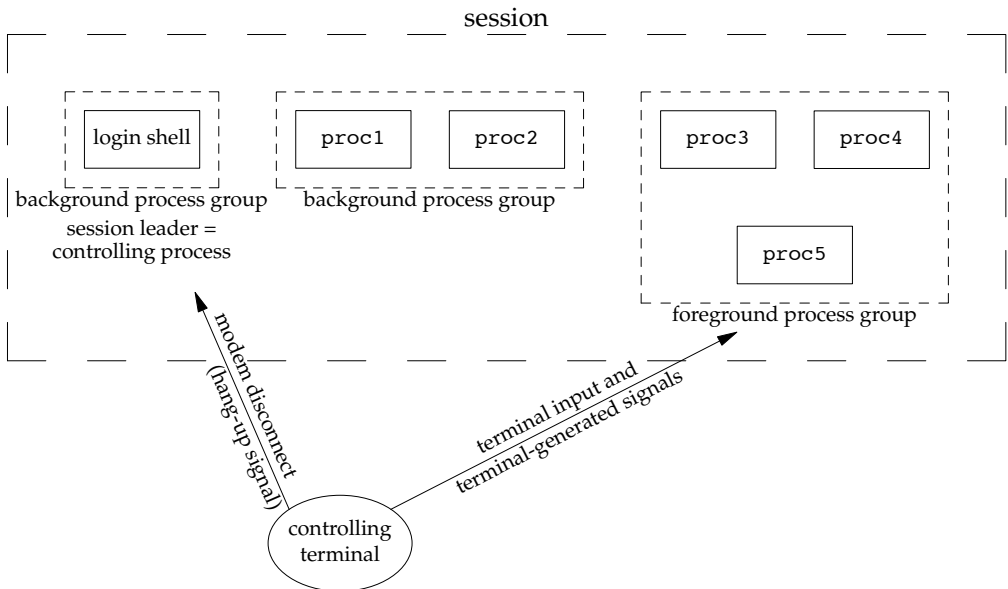 session
login shell
proc1
proc2
proc3
proc4
proc5
background process group
session leader =
controlling process
background process group
foreground process group
modem disconnect
(hang-up signal)
terminal input and
terminal-generated signals
controlling
terminal